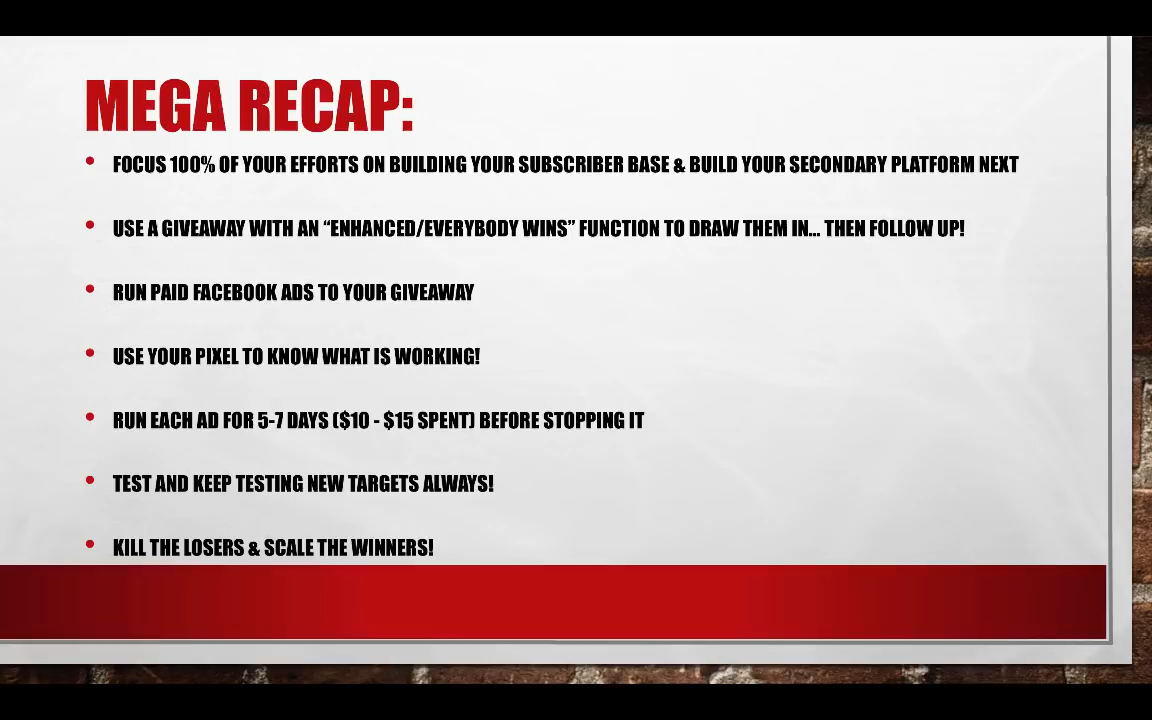 MEGA RECAP:
FOCUS 100% OF YOUR EFFORTS ON BUILDING YOUR SUBSCRIBER BASE & BUILD YOUR SECONDARY PLATFORM NEXT
USE A GIVEAWAY WITH AN “ENHANCED/EVERYBODY WINS” FUNCTION TO DRAW THEM IN... THEN FOLLOW UP!
RUN PAID FACEBOOK ADS TO YOUR GIVEAWAY
USE YOUR PIXEL TO KNOW WHAT IS WORKING!
RUN EACH AD FOR 5-7 DAYS ($10 - $15 SPENT) BEFORE STOPPING IT
TEST AND KEEP TESTING NEW TARGETS ALWAYS!
KILL THE LOSERS & SCALE THE WINNERS!